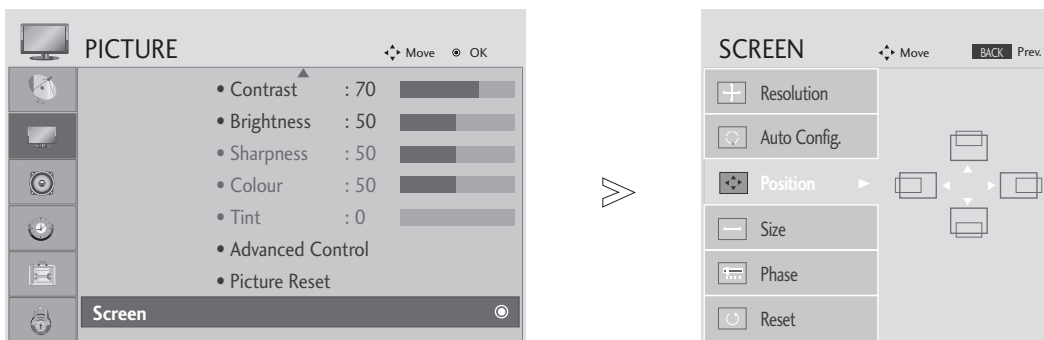 PICTURE
Move OK
• Contrast : 70
• Brightness : 50
• Sharpness : 50
• Colour : 50
• Tint : 0
• Advanced Control
• Picture Reset
Screen
SCREEN
Move BACK Prev.
Resolution
Auto Config.
Position
Size
Phase
Reset